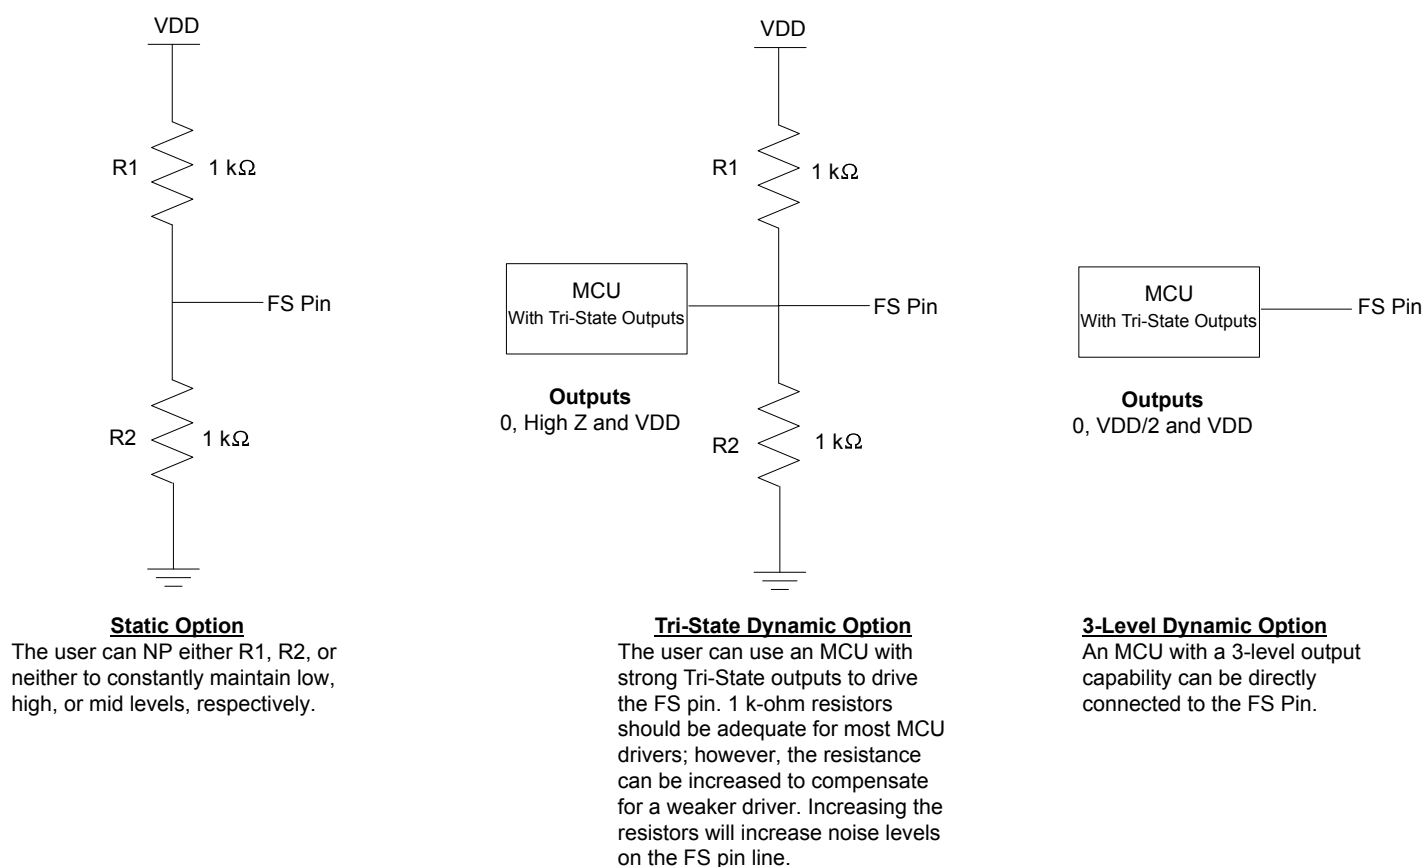 VDD
R1
1 kΩ
FS Pin
R2
1 kΩ
Static Option
The user can NP either R1, R2, or
neither to constantly maintain low,
high, or mid levels, respectively.
VDD
R1
1 kΩ
MCU
With Tri-State Outputs
FS Pin
Outputs
0, High Z and VDD
R2
1 kΩ
Tri-State Dynamic Option
The user can use an MCU with
strong Tri-State outputs to drive
the FS pin. 1 k-ohm resistors
should be adequate for most MCU
drivers; however, the resistance
can be increased to compensate
for a weaker driver. Increasing the
resistors will increase noise levels
on the FS pin line.
MCU
With Tri-State Outputs
FS Pin
Outputs
0, VDD/2 and VDD
3-Level Dynamic Option
An MCU with a 3-level output
capability can be directly
connected to the FS Pin.